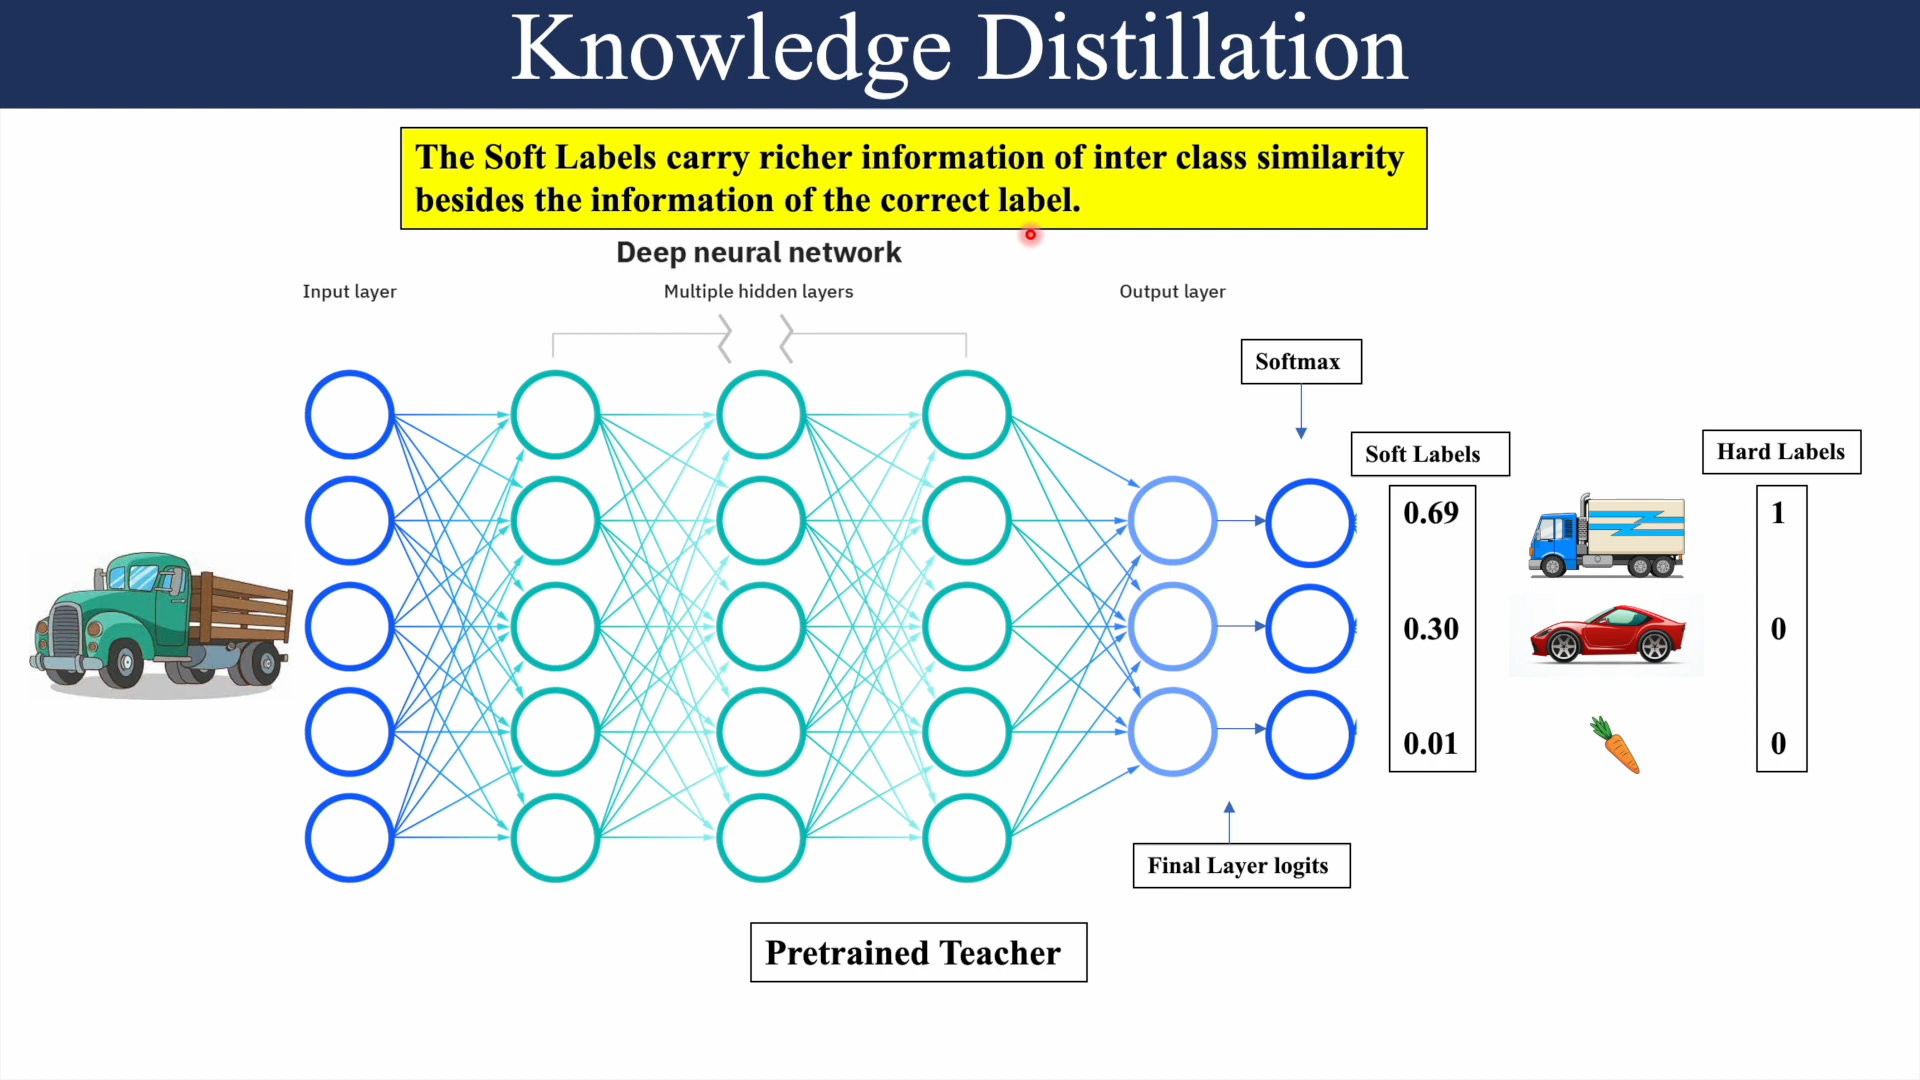 Knowledge Distillation
The Soft Labels carry richer information of inter class similarity
besides the information of the correct label.
Deep neural network
Input layer
Multiple hidden layers
Output layer
Softmax
Soft Labels
Hard Labels
0.69
1
0.30
0
0.01
0
Final Layer logits
Pretrained Teacher